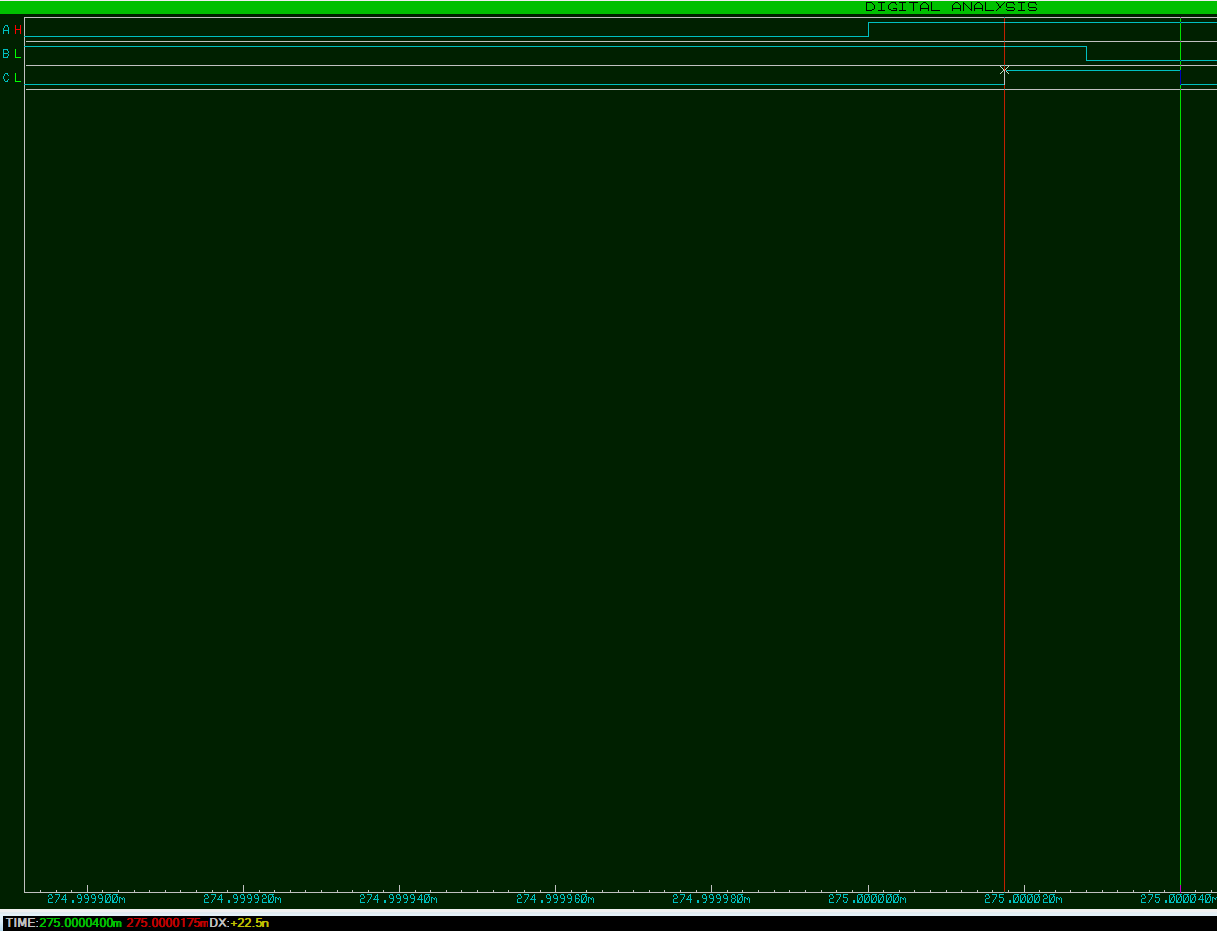 DIGITAL ANALYSIS
A H
B L
C L
274.999900m 274.999920m 274.999940m 274.999960m 274.999980m 275.000000m 275.000020m 275.000040m
TIME:275.0000400m 275.0000175m DX:+22.5n